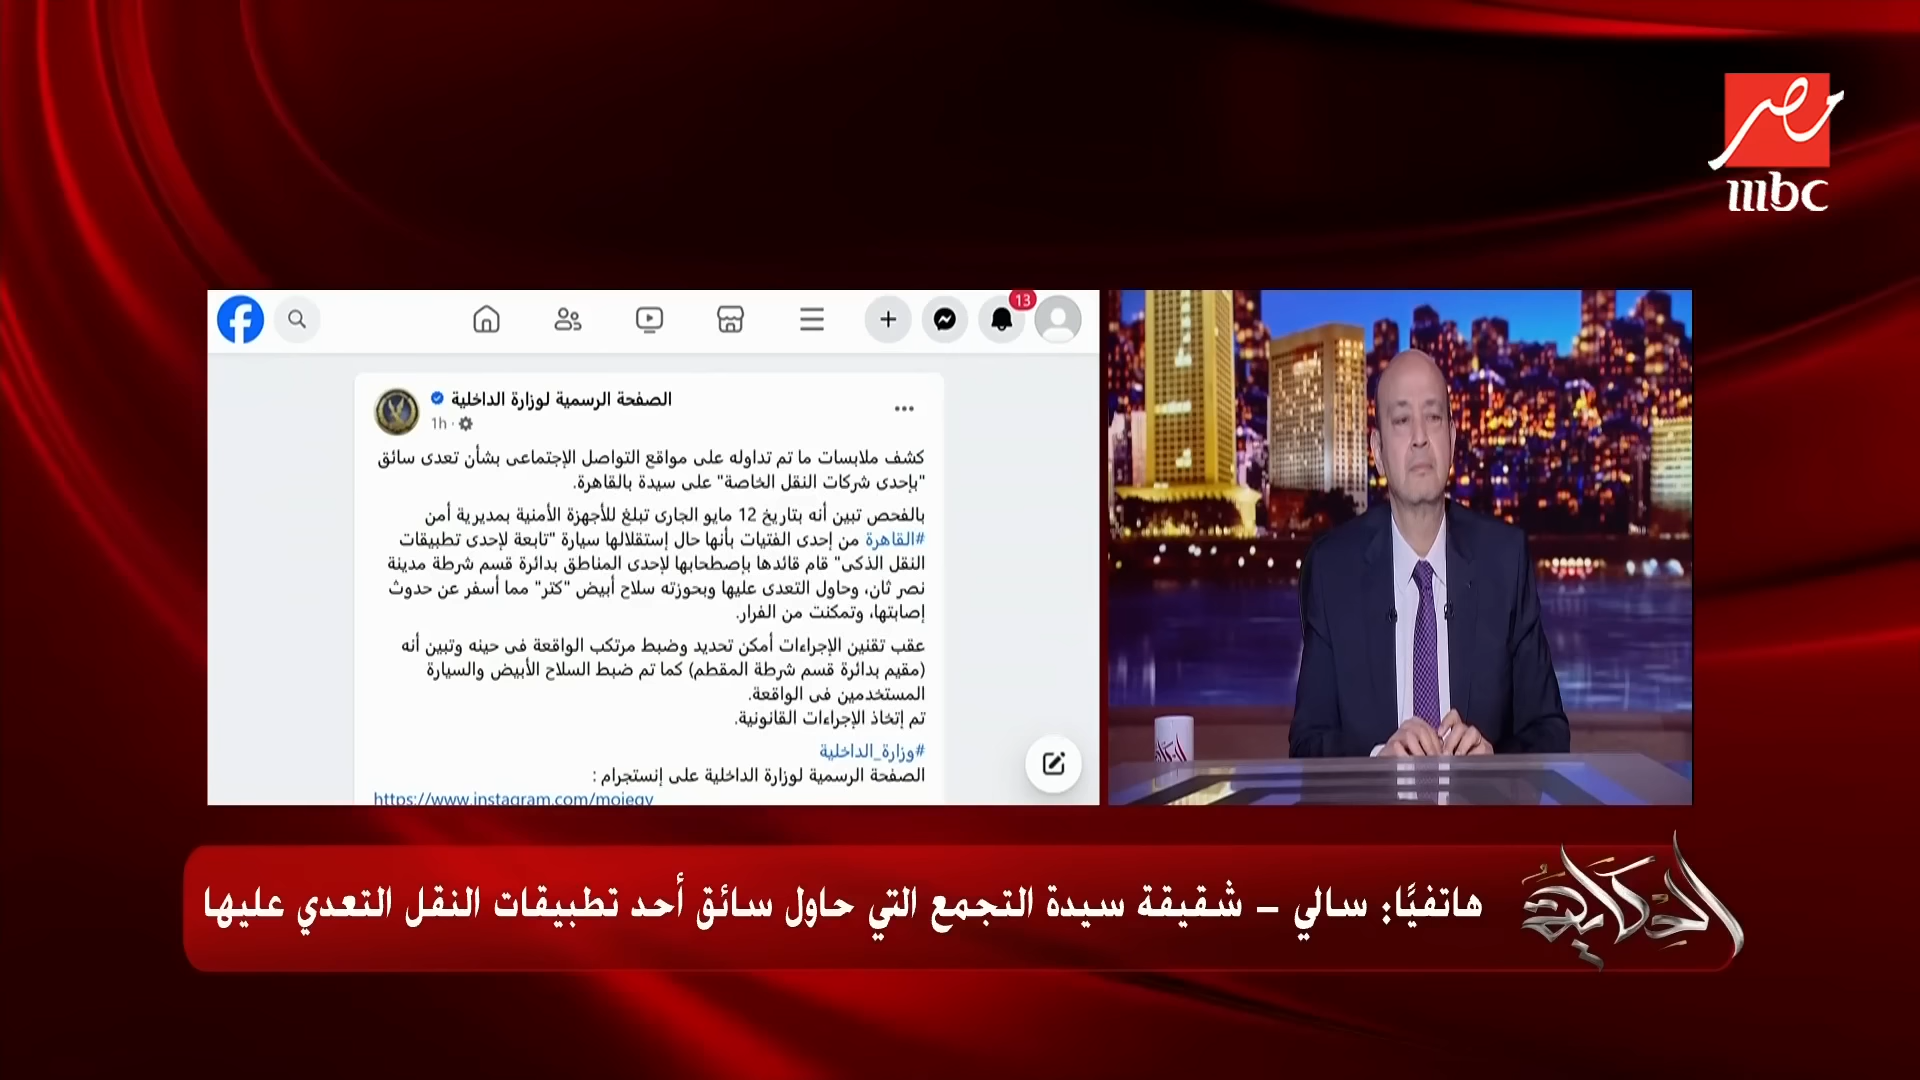 مصر
mbc
13
الصفحة الرسمية لوزارة الداخلية
1h
كشف ملابسات ما تم تداوله على مواقع التواصل الإجتماعى بشأن تعدى سائق
"بإحدى شركات النقل الخاصة" على سيدة بالقاهرة.
بالفحص تبين أنه بتاريخ 12 مايو الجارى تبلغ للأجهزة الأمنية بمديرية أمن
#القاهرة من إحدى الفتيات بأنها حال إستقلالها سيارة "تابعة لإحدى تطبيقات
النقل الذكى" قام قائدها بإصطحابها لإحدى المناطق بدائرة قسم شرطة مدينة
نصر ثان، وحاول التعدى عليها وبحوزته سلاح أبيض "كتر" مما أسفر عن حدوث
إصابتها، وتمكنت من الفرار.
عقب تقنين الإجراءات أمكن تحديد وضبط مرتكب الواقعة فى حينه وتبين أنه
(مقيم بدائرة قسم شرطة المقطم) كما تم ضبط السلاح الأبيض والسيارة
المستخدمين فى الواقعة.
تم إتخاذ الإجراءات القانونية.
#وزارة_الداخلية
الصفحة الرسمية لوزارة الداخلية على إنستجرام :
https://www.instagram.com/moiegy
الحكاية
هاتفيًا: سالي - شقيقة سيدة التجمع التي حاول سائق أحد تطبيقات النقل التعدي عليها
الحكاية